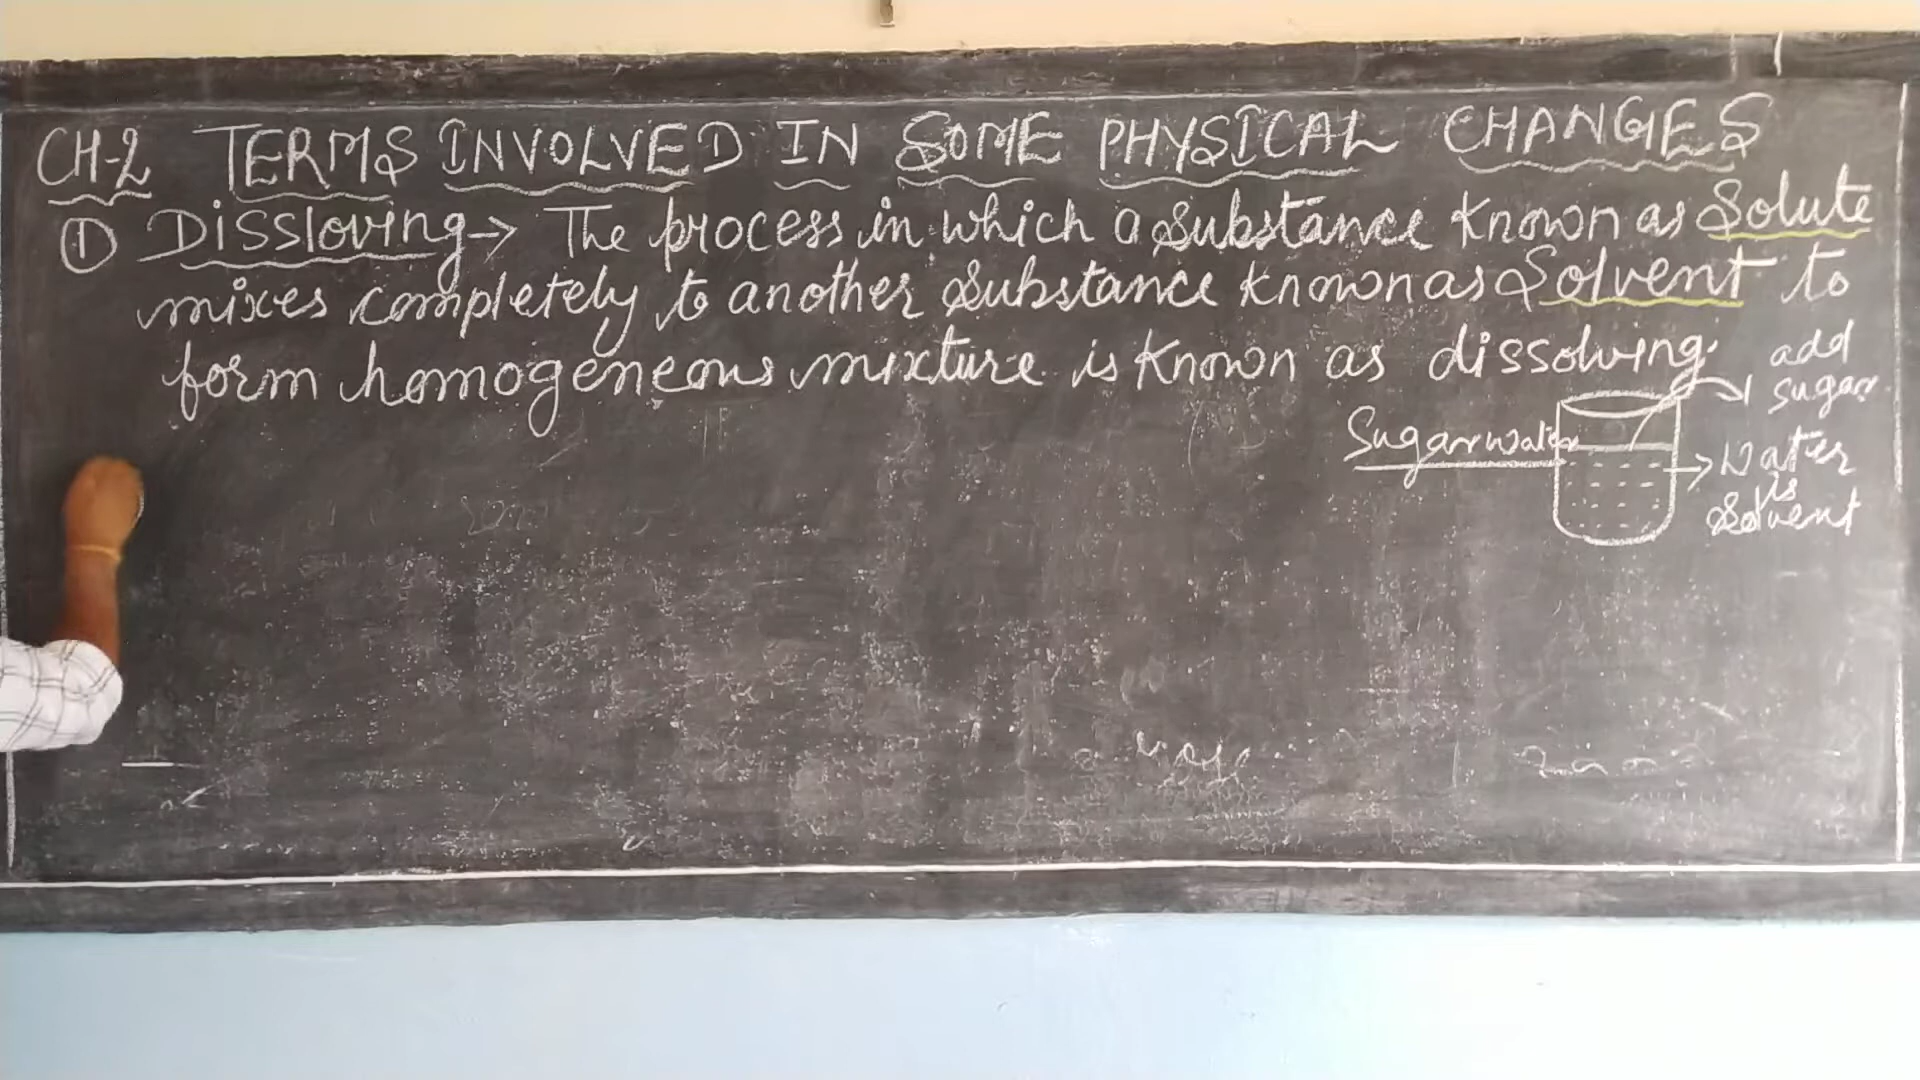 CH-2 TERMS INVOLVED IN SOME PHYSICAL CHANGES
① Dissloving → The process in which a substance known as Solute
mixes completely to another substance known as Solvent to
form homogeneous mixture is known as dissolving.
add
sugar
Sugar water
→ Water
is
Solvent